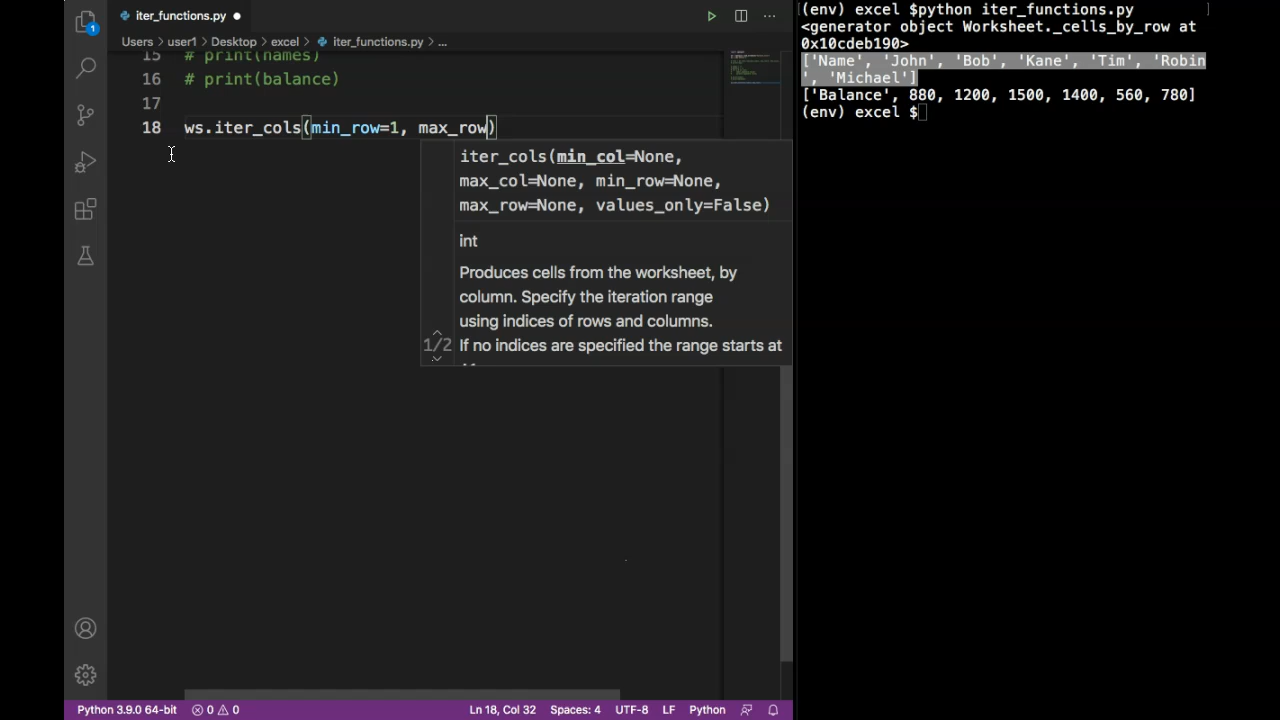 iter_functions.py
Users > user1 > Desktop > excel > iter_functions.py > ...
15 # print(names)
16 # print(balance)
17
18 ws.iter_cols(min_row=1, max_row)
iter_cols(min_col=None,
max_col=None, min_row=None,
max_row=None, values_only=False)
int
Produces cells from the worksheet, by
column. Specify the iteration range
using indices of rows and columns.
1/2 If no indices are specified the range starts at
Python 3.9.0 64-bit 0 0 Ln 18, Col 32 Spaces: 4 UTF-8 LF Python
1
(env) excel $python iter_functions.py
<generator object Worksheet._cells_by_row at
0x10cdeb190>
['Name', 'John', 'Bob', 'Kane', 'Tim', 'Robin
', 'Michael']
['Balance', 880, 1200, 1500, 1400, 560, 780]
(env) excel $